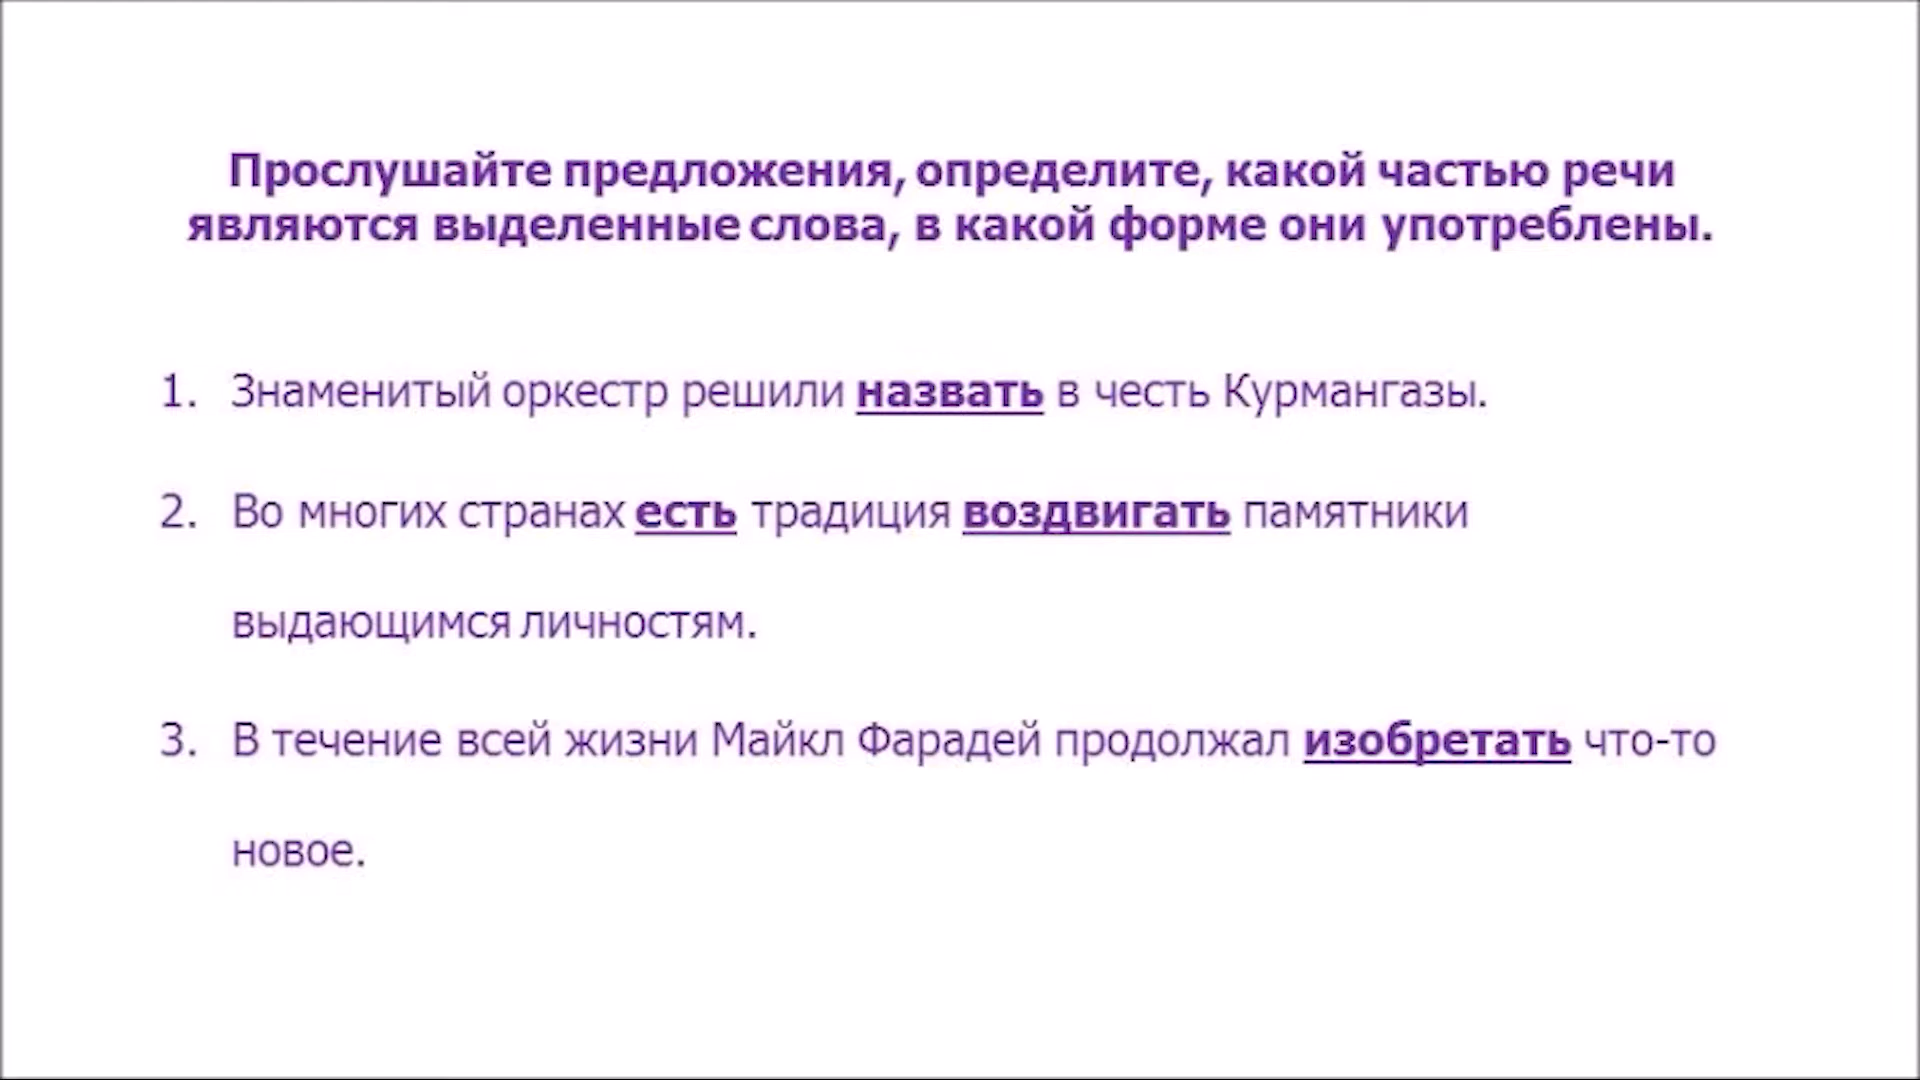 Прослушайте предложения, определите, какой частью речи
являются выделенные слова, в какой форме они употреблены.
1. Знаменитый оркестр решили назвать в честь Курмангазы.
2. Во многих странах есть традиция воздвигать памятники
выдающимся личностям.
3. В течение всей жизни Майкл Фарадей продолжал изобретать что-то
новое.